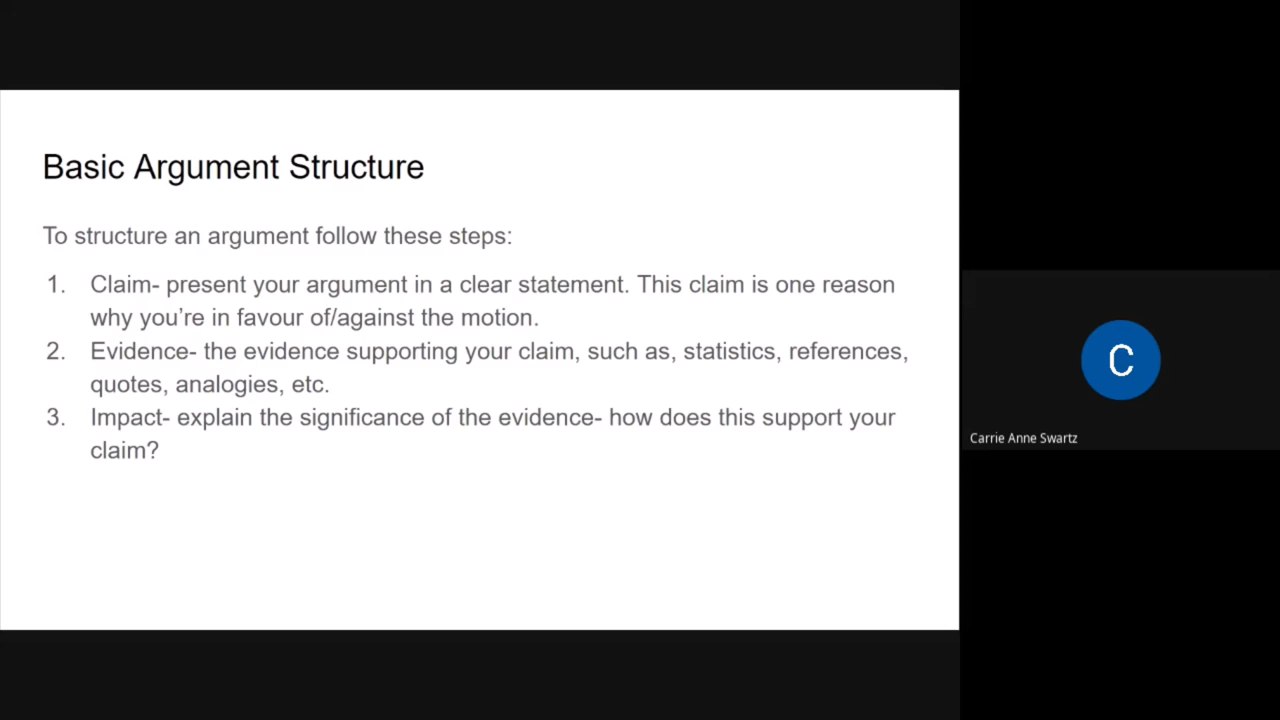 Basic Argument Structure
To structure an argument follow these steps:
1. Claim- present your argument in a clear statement. This claim is one reason
why you’re in favour of/against the motion.
2. Evidence- the evidence supporting your claim, such as, statistics, references,
quotes, analogies, etc.
3. Impact- explain the significance of the evidence- how does this support your
claim?
C
Carrie Anne Swartz